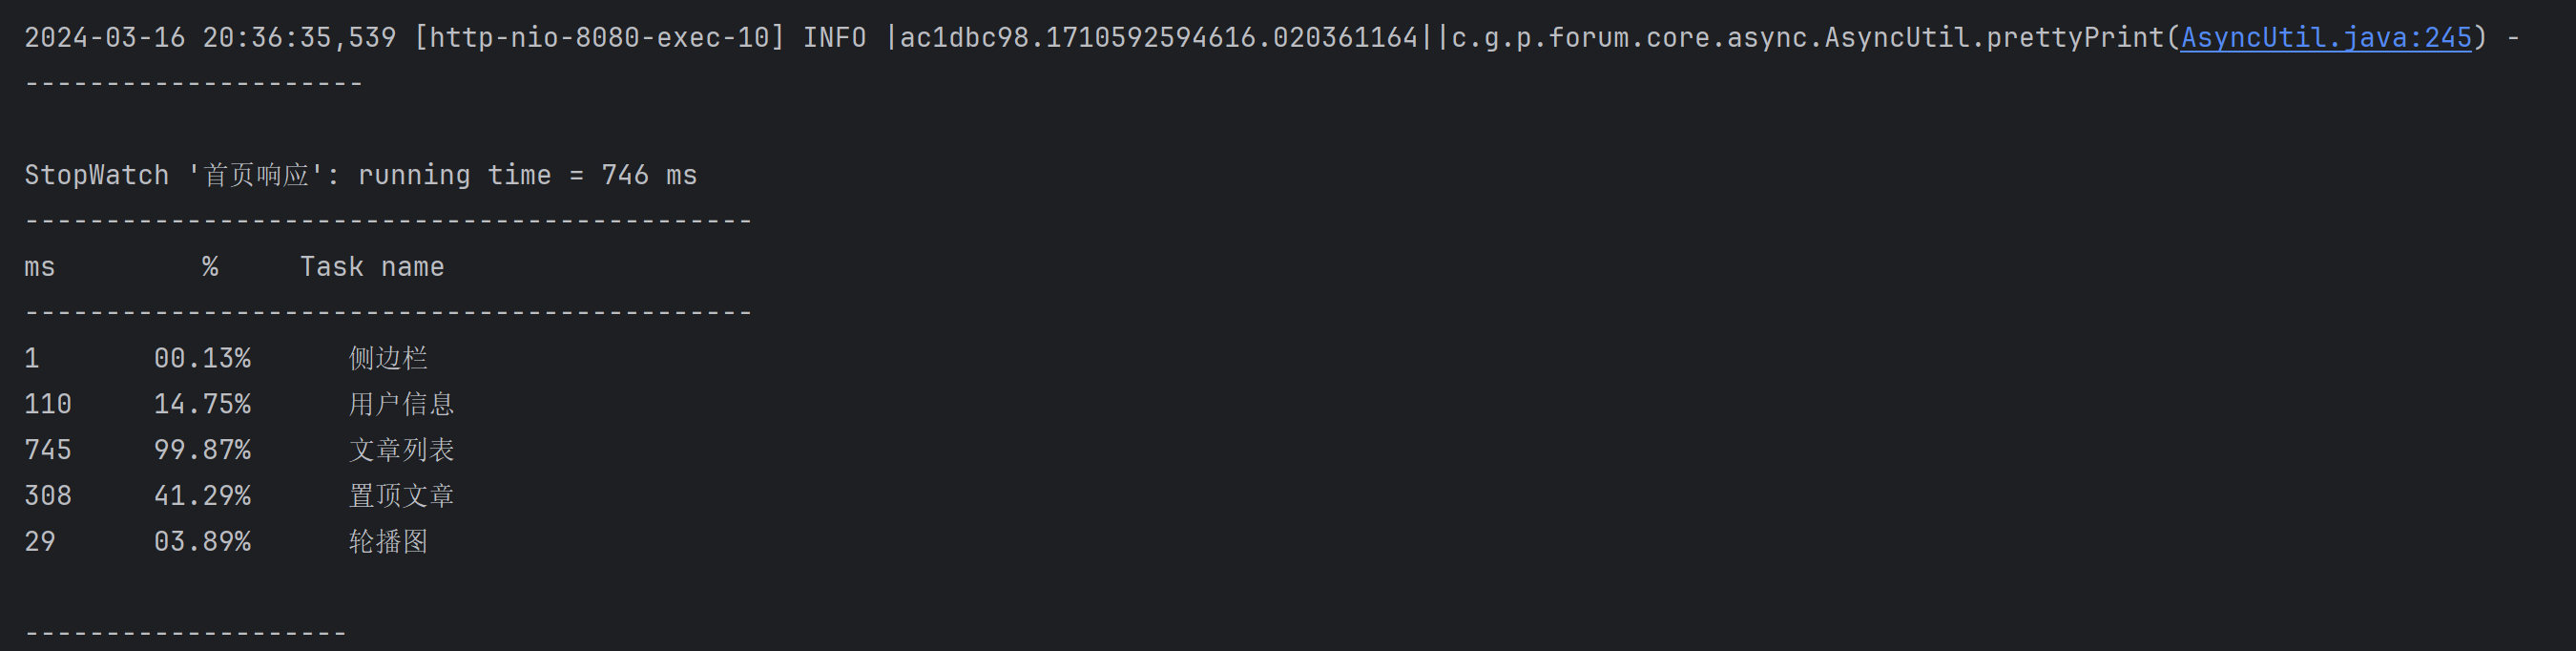 2024-03-16 20:36:35,539 [http-nio-8080-exec-10] INFO |ac1dbc98.1710592594616.020361164||c.g.p.forum.core.async.AsyncUtil.prettyPrint(AsyncUtil.java:245) -
---------------------
StopWatch '首页响应': running time = 746 ms
---------------------------------------------
ms         %     Task name
---------------------------------------------
1       00.13%      侧边栏
110     14.75%      用户信息
745     99.87%      文章列表
308     41.29%      置顶文章
29      03.89%      轮播图
--------------------